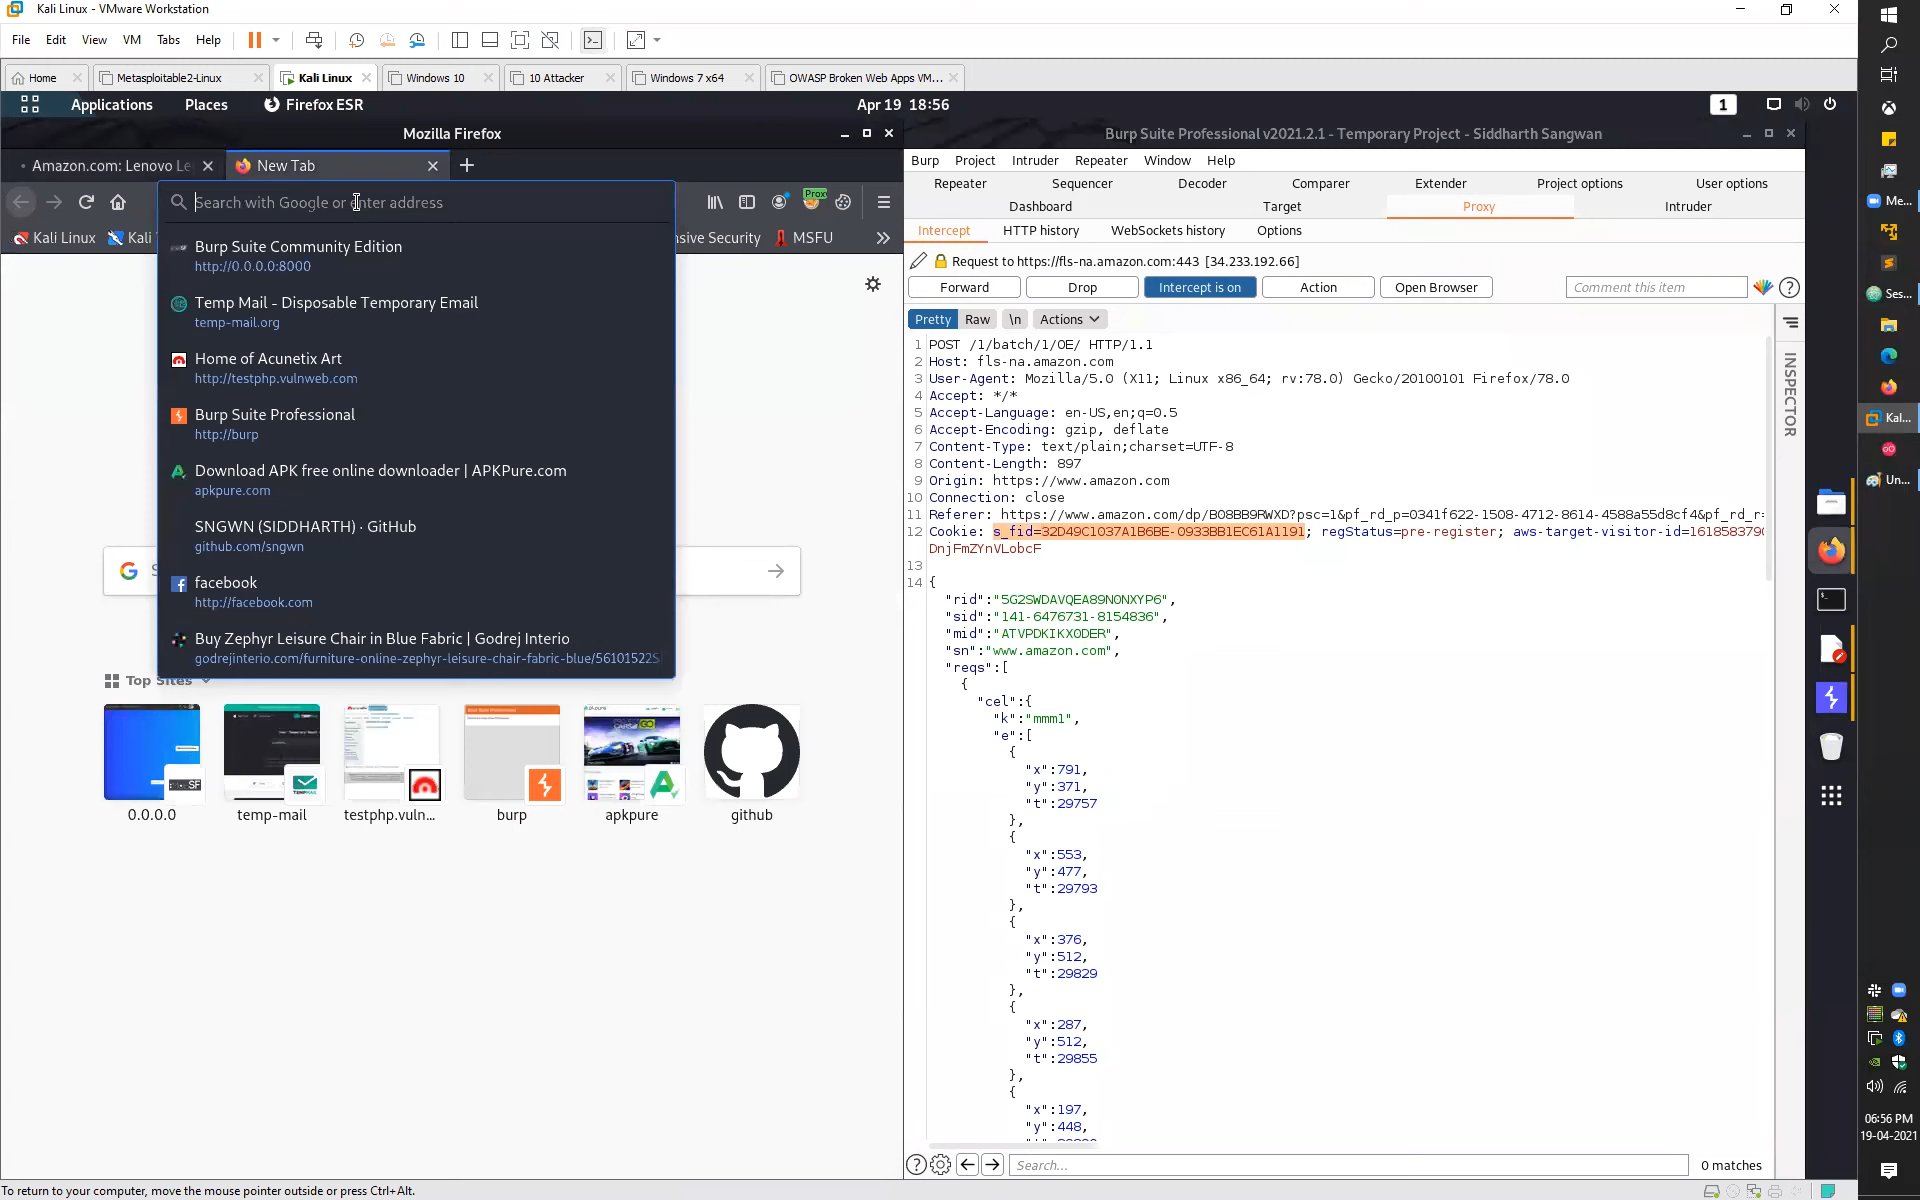 Kali Linux - VMware Workstation
File Edit View VM Tabs Help
Home Metasploitable2-Linux Kali Linux Windows 10 10 Attacker Windows 7 x64 OWASP Broken Web Apps VM...
Applications Places Firefox ESR Apr 19 18:56 1
Mozilla Firefox
Amazon.com: Lenovo Le New Tab
Search with Google or enter address
Proxy
Kali Linux Kali nsive Security MSFU
Burp Suite Community Edition
http://0.0.0.0:8000
Temp Mail - Disposable Temporary Email
temp-mail.org
Home of Acunetix Art
http://testphp.vulnweb.com
Burp Suite Professional
http://burp
Download APK free online downloader | APKPure.com
apkpure.com
SNGWN (SIDDHARTH) · GitHub
github.com/sngwn
facebook
http://facebook.com
Buy Zephyr Leisure Chair in Blue Fabric | Godrej Interio
godrejinterio.com/furniture-online-zephyr-leisure-chair-fabric-blue/56101522S
Top Sites
0.0.0.0 temp-mail testphp.vuln... burp apkpure github
Burp Suite Professional v2021.2.1 - Temporary Project - Siddharth Sangwan
Burp Project Intruder Repeater Window Help
Repeater Sequencer Decoder Comparer Extender Project options User options
Dashboard Target Proxy Intruder
Intercept HTTP history WebSockets history Options
Request to https://fls-na.amazon.com:443 [34.233.192.66]
Forward Drop Intercept is on Action Open Browser Comment this item
Pretty Raw \n Actions
INSPECTOR
1 POST /1/batch/1/OE/ HTTP/1.1
2 Host: fls-na.amazon.com
3 User-Agent: Mozilla/5.0 (X11; Linux x86_64; rv:78.0) Gecko/20100101 Firefox/78.0
4 Accept: */*
5 Accept-Language: en-US,en;q=0.5
6 Accept-Encoding: gzip, deflate
7 Content-Type: text/plain;charset=UTF-8
8 Content-Length: 897
9 Origin: https://www.amazon.com
10 Connection: close
11 Referer: https://www.amazon.com/dp/B08BB9RWXD?psc=1&pf_rd_p=0341f622-1508-4712-8614-4588a55d8cf4&pf_rd_r=
12 Cookie: s_fid=32D49C1037A1B6BE-0933BB1EC61A1191; regStatus=pre-register; aws-target-visitor-id=161858379
DnjFmZYnVLobcF
13
14 {
"rid":"5G2SWDAVQEA89N0NXYP6",
"sid":"141-6476731-8154836",
"mid":"ATVPDKIKX0DER",
"sn":"www.amazon.com",
"reqs":[
{
"cel":{
"k":"mmm1",
"e":[
{
"x":791,
"y":371,
"t":29757
},
{
"x":553,
"y":477,
"t":29793
},
{
"x":376,
"y":512,
"t":29829
},
{
"x":287,
"y":512,
"t":29855
},
{
"x":197,
"y":448,
Search... 0 matches
Me...
Ses...
Kal...
Un...
06:56 PM
19-04-2021
To return to your computer, move the mouse pointer outside or press Ctrl+Alt.